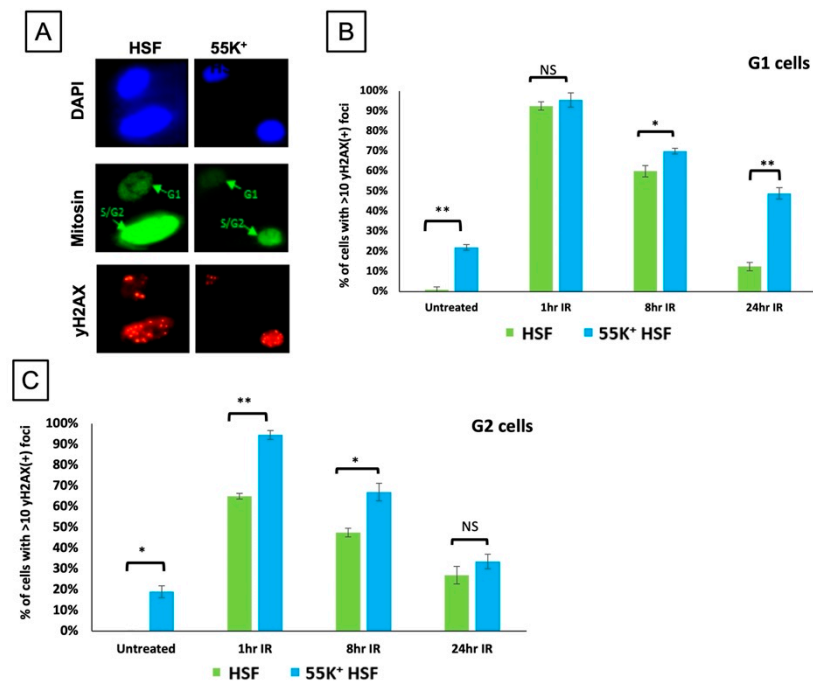 A
HSF 55K⁺
DAPI
Mitosin
G1
S/G2
G1
S/G2
yH2AX
B
G1 cells
% of cells with >10 yH2AX(+) foci
100%
90%
80%
70%
60%
50%
40%
30%
20%
10%
0%
**
NS
*
**
Untreated 1hr IR 8hr IR 24hr IR
HSF 55K⁺ HSF
C
G2 cells
% of cells with >10 yH2AX(+) foci
100%
90%
80%
70%
60%
50%
40%
30%
20%
10%
0%
*
**
*
NS
Untreated 1hr IR 8hr IR 24hr IR
HSF 55K⁺ HSF